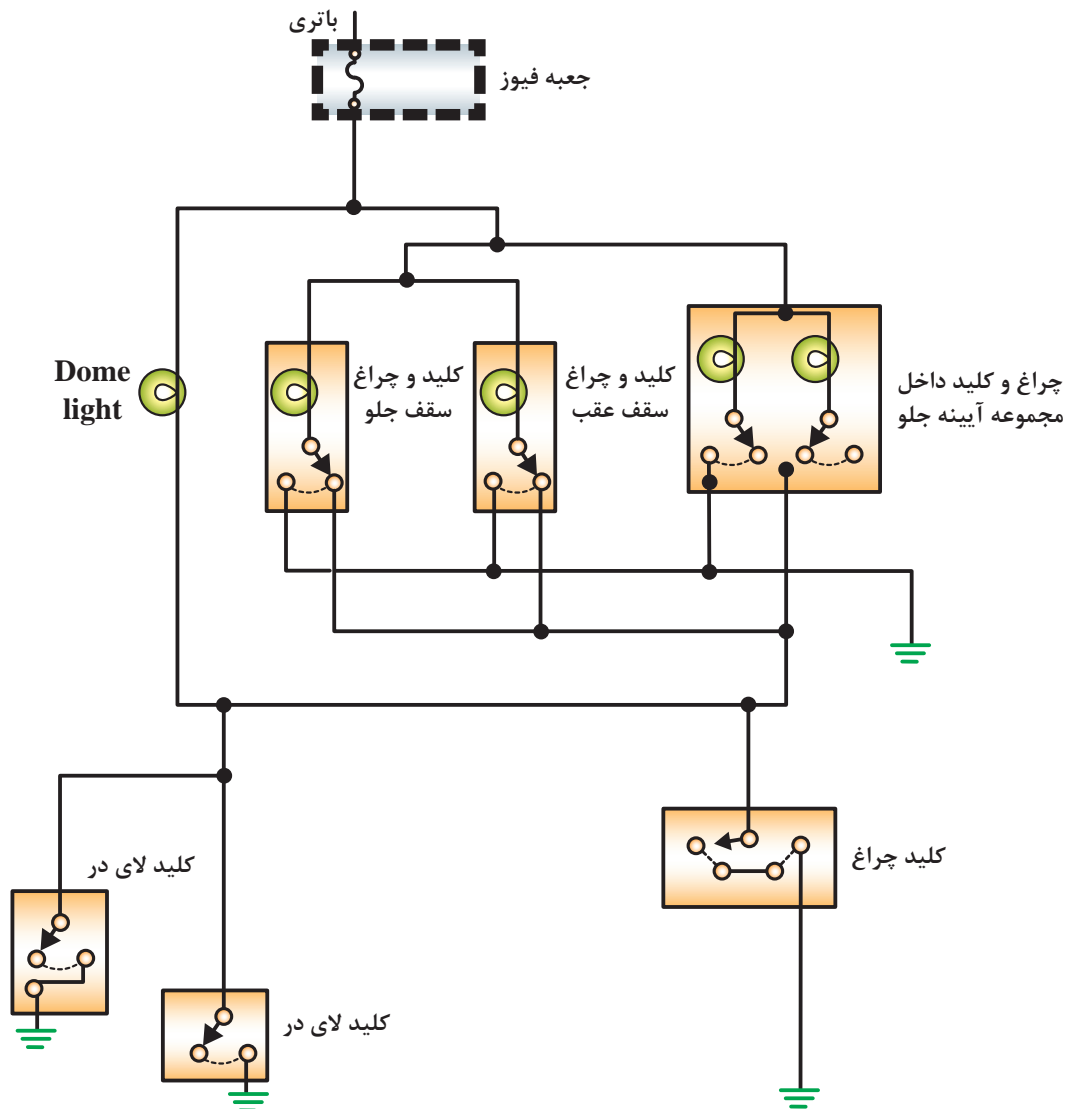 باتری
جعبه فیوز
Dome
light
کلید و چراغ
سقف جلو
کلید و چراغ
سقف عقب
چراغ و کلید داخل
مجموعه آیینه جلو
کلید لای در
کلید چراغ
کلید لای در